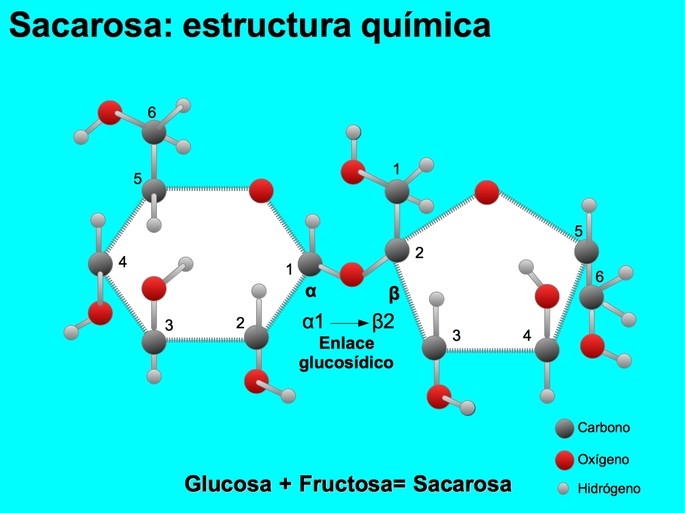 Sacarosa: estructura química
6
5
4
3
2
1
α
1
2
β
3
4
5
6
α1 → β2
Enlace
glucosídico
Carbono
Oxígeno
Hidrógeno
Glucosa + Fructosa= Sacarosa